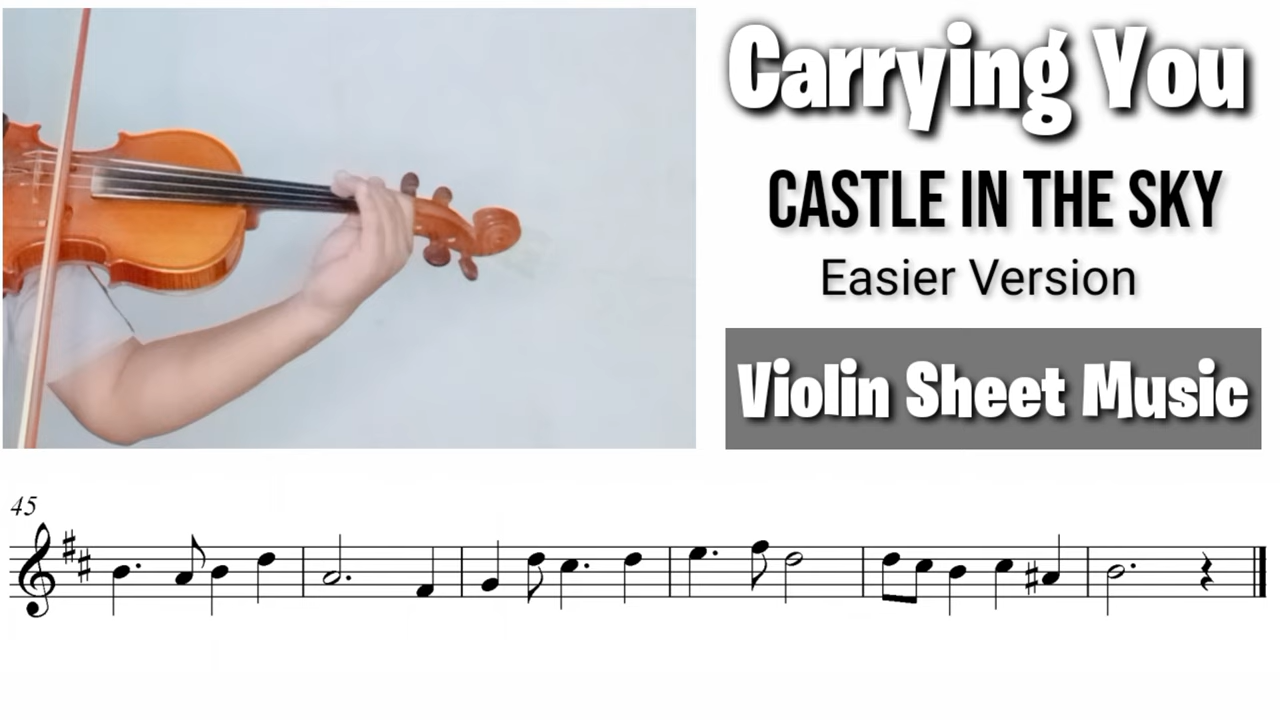 Carrying You
CASTLE IN THE SKY
Easier Version
Violin Sheet Music
45